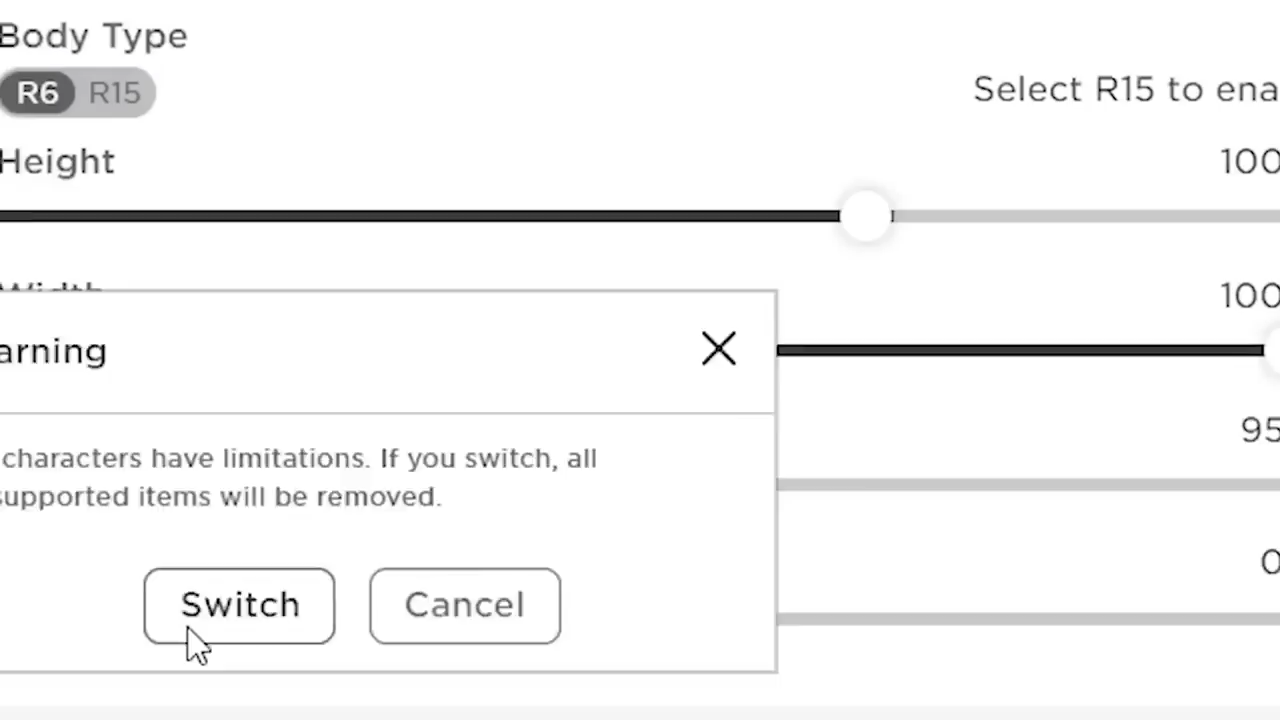 Body Type
R6 R15
Select R15 to ena
Height
100
Width
100
arning
95
characters have limitations. If you switch, all
supported items will be removed.
0
Switch
Cancel